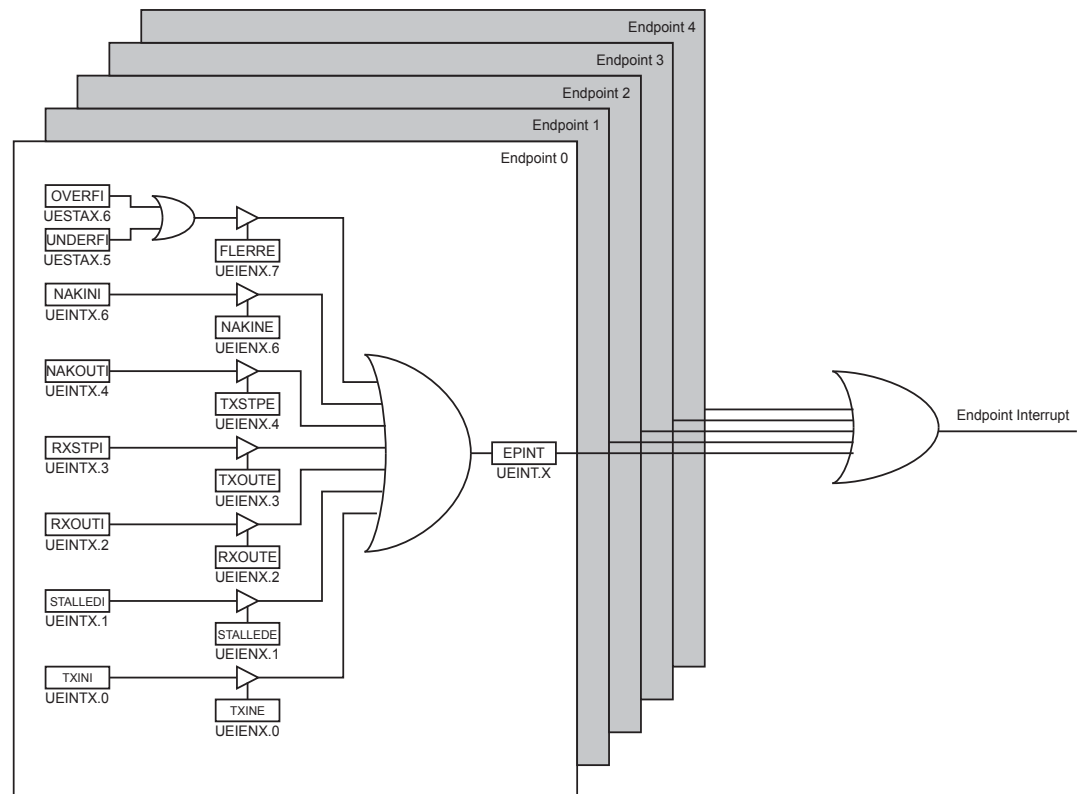 Endpoint 4
Endpoint 3
Endpoint 2
Endpoint 1
Endpoint 0
OVERFI
UESTAX.6
UNDERFI
UESTAX.5
FLERRE
UEIENX.7
NAKINI
UEINTX.6
NAKINE
UEIENX.6
NAKOUTI
UEINTX.4
TXSTPE
UEIENX.4
RXSTPI
UEINTX.3
TXOUTE
UEIENX.3
RXOUTI
UEINTX.2
RXOUTE
UEIENX.2
STALLEDI
UEINTX.1
STALLEDE
UEIENX.1
TXINI
UEINTX.0
TXINE
UEIENX.0
EPINT
UEINT.X
Endpoint Interrupt